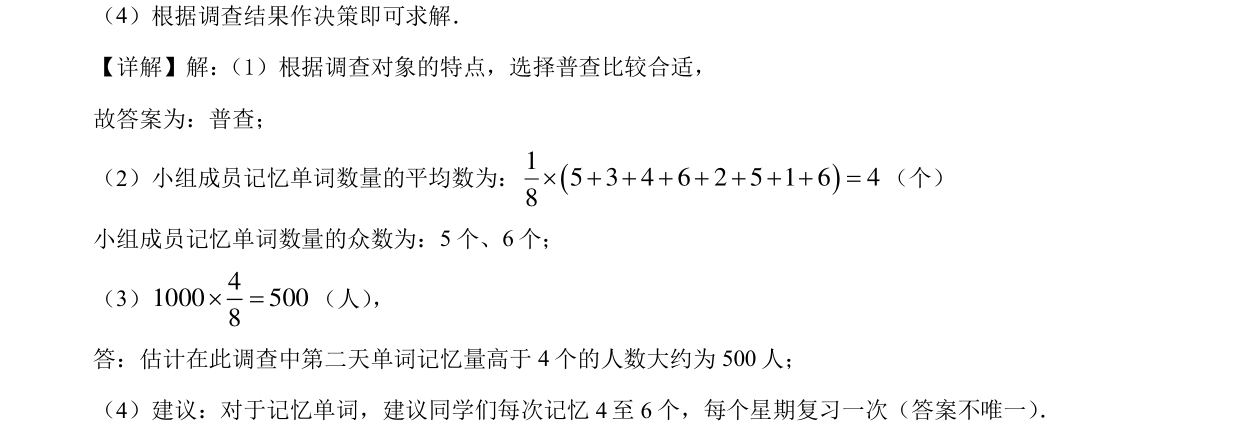 （4）根据调查结果作决策即可求解．
【详解】解：（1）根据调查对象的特点，选择普查比较合适，
故答案为：普查；
（2）小组成员记忆单词数量的平均数为：1/8×(5+3+4+6+2+5+1+6)=4（个）
小组成员记忆单词数量的众数为：5 个、6 个；
（3）1000×4/8=500（人），
答：估计在此调查中第二天单词记忆量高于 4 个的人数大约为 500 人；
（4）建议：对于记忆单词，建议同学们每次记忆 4 至 6 个，每个星期复习一次（答案不唯一）．